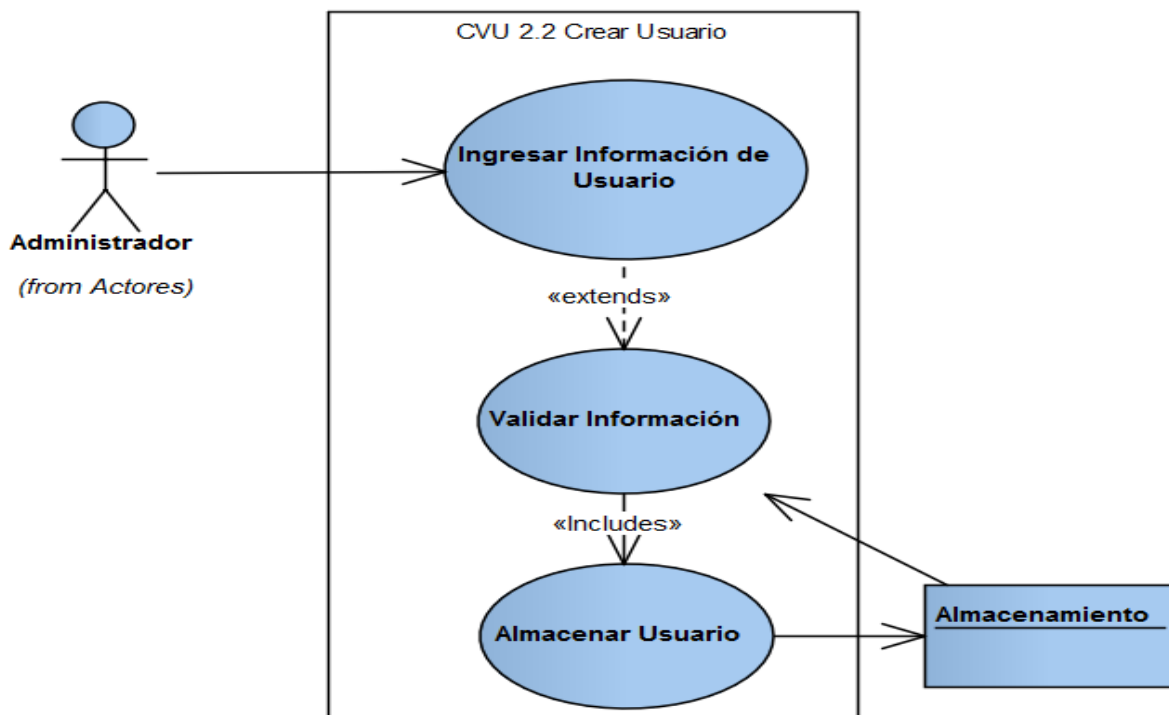 CVU 2.2 Crear Usuario
Ingresar Información de
Usuario
Administrador
(from Actores)
«extends»
Validar Información
«Includes»
Almacenar Usuario
Almacenamiento